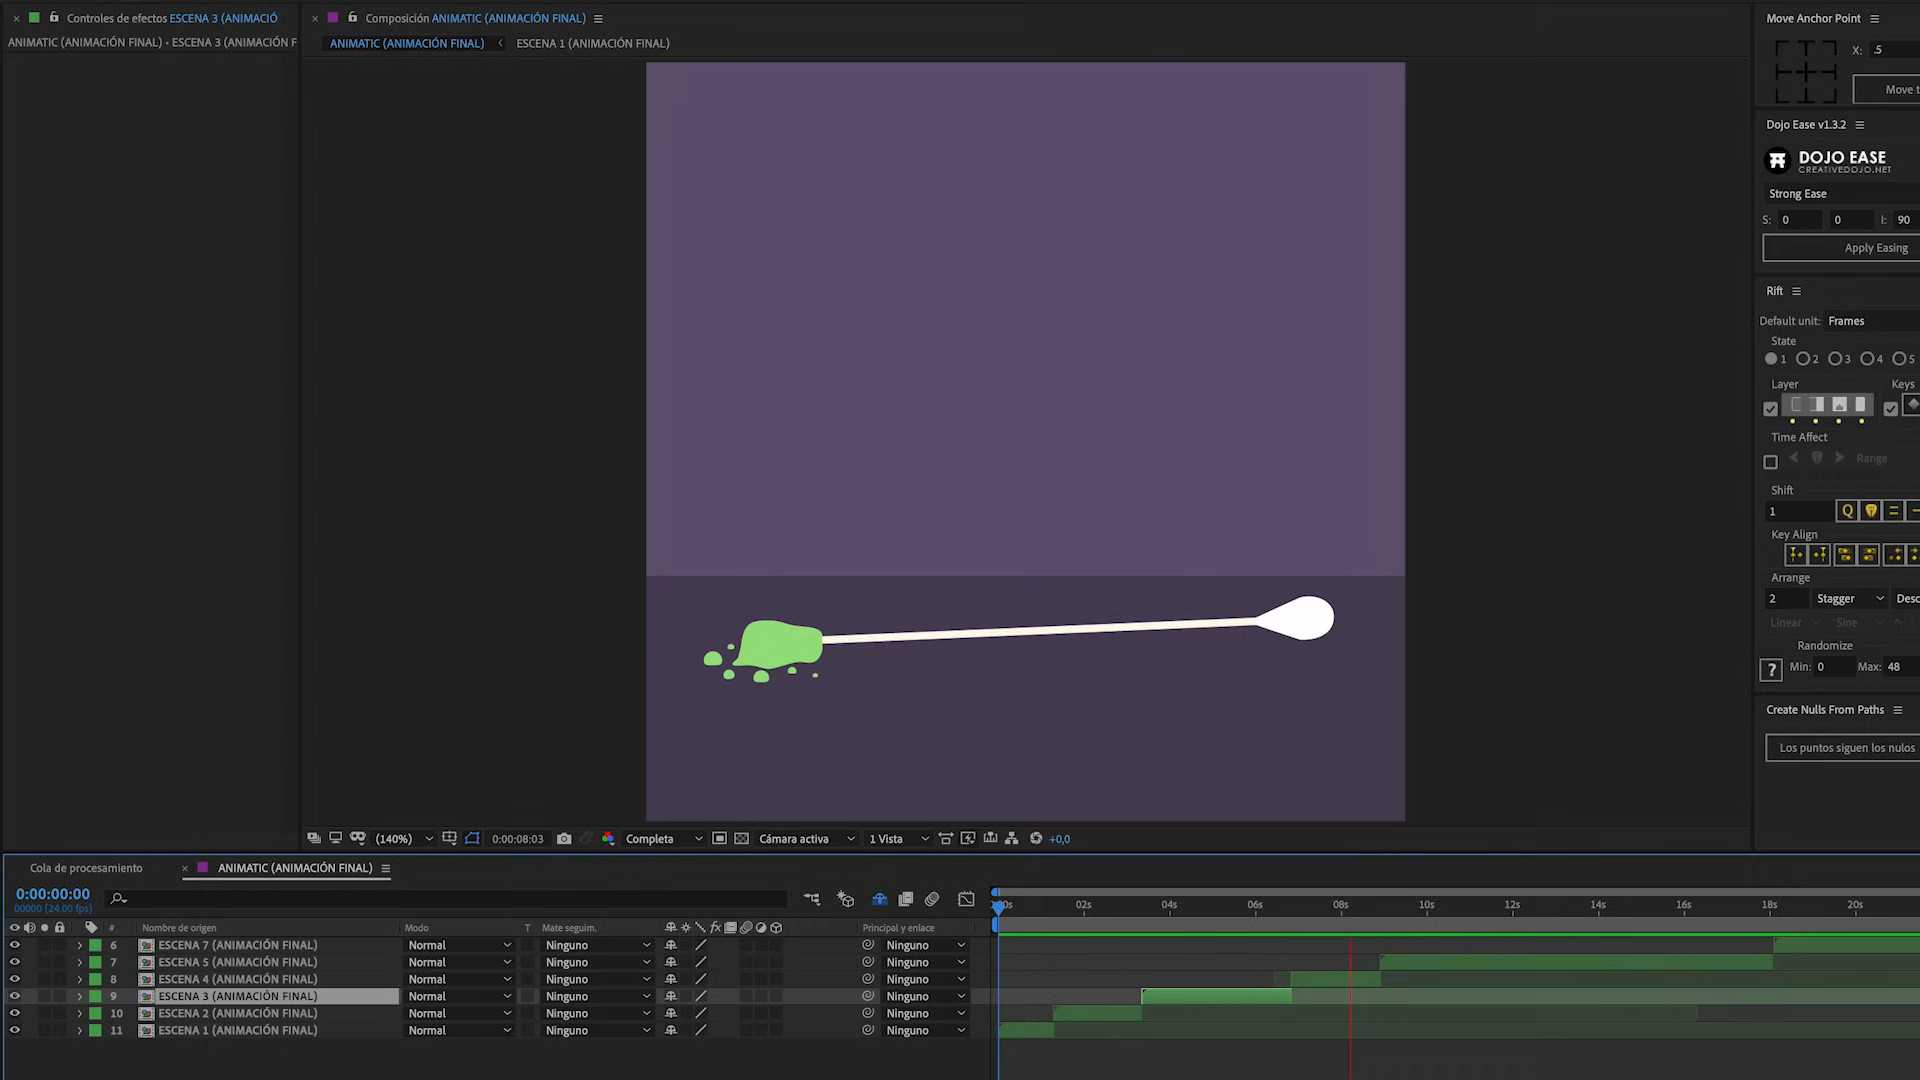 Controles de efectos ESCENA 3 (ANIMACIÓ
ANIMATIC (ANIMACIÓN FINAL) • ESCENA 3 (ANIMACIÓN F
Composición ANIMATIC (ANIMACIÓN FINAL)
ANIMATIC (ANIMACIÓN FINAL)
ESCENA 1 (ANIMACIÓN FINAL)
Move Anchor Point
X: .5
Move t
Dojo Ease v1.3.2
DOJO EASE
CREATIVEDOJO.NET
Strong Ease
S: 0 0 I: 90
Apply Easing
Rift
Default unit: Frames
State
1 2 3 4 5
Layer Keys
Time Affect
Range
Shift
1 Q
Key Align
Arrange
2 Stagger Desc
Linear Sine
Randomize
? Min: 0 Max: 48
Create Nulls From Paths
Los puntos siguen los nulos
(140%) 0:00:08:03 Completa Cámara activa 1 Vista +0,0
Cola de procesamiento
ANIMATIC (ANIMACIÓN FINAL)
0:00:00:00
00000 (24.00 fps)
02s 04s 06s 08s 10s 12s 14s 16s 18s 20s
# Nombre de origen Modo T Mate seguim. fx Principal y enlace
6 ESCENA 7 (ANIMACIÓN FINAL) Normal Ninguno Ninguno
7 ESCENA 5 (ANIMACIÓN FINAL) Normal Ninguno Ninguno
8 ESCENA 4 (ANIMACIÓN FINAL) Normal Ninguno Ninguno
9 ESCENA 3 (ANIMACIÓN FINAL) Normal Ninguno Ninguno
10 ESCENA 2 (ANIMACIÓN FINAL) Normal Ninguno Ninguno
11 ESCENA 1 (ANIMACIÓN FINAL) Normal Ninguno Ninguno